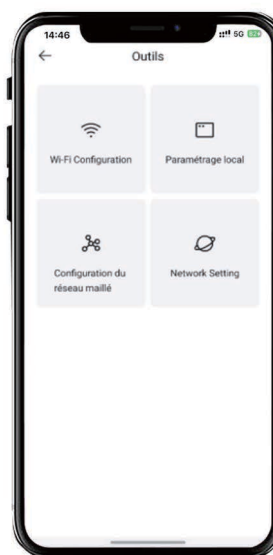 14:46
5G
Outils
Wi-Fi Configuration
Paramétrage local
Configuration du
réseau maillé
Network Setting